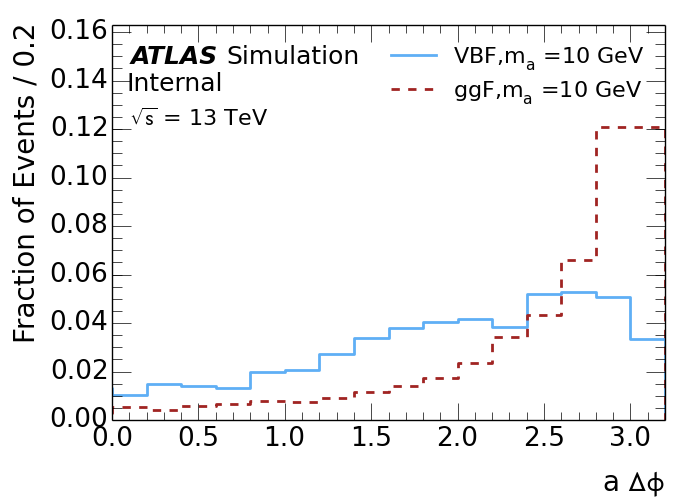 Fraction of Events / 0.2
0.16
0.14
0.12
0.10
0.08
0.06
0.04
0.02
0.00
ATLAS Simulation
Internal
√s = 13 TeV
VBF,mₐ =10 GeV
ggF,mₐ =10 GeV
0.0 0.5 1.0 1.5 2.0 2.5 3.0
a Δϕ